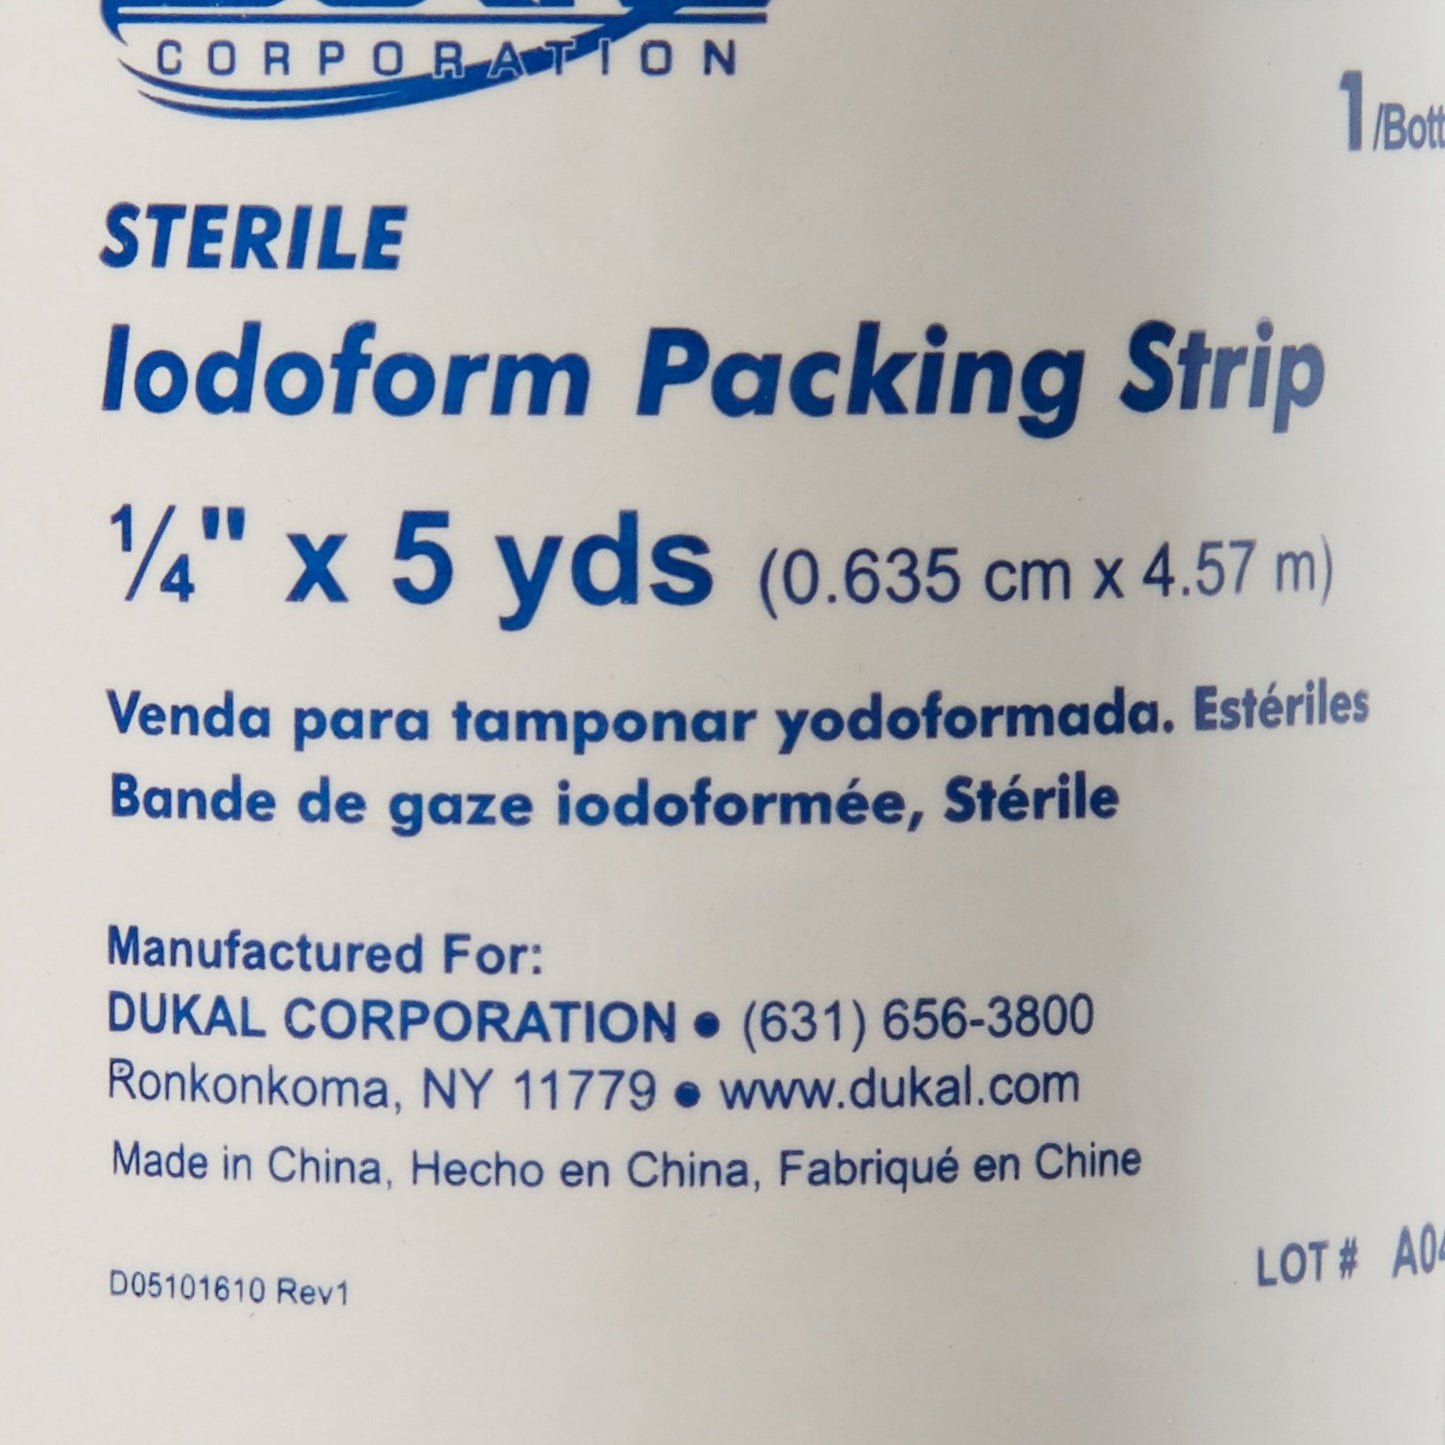 CORPORATION
1/Bott
STERILE
Iodoform Packing Strip
¼" x 5 yds (0.635 cm x 4.57 m)
Venda para tamponar yodoformada. Estériles
Bande de gaze iodoformée, Stérile
Manufactured For:
DUKAL CORPORATION • (631) 656-3800
Ronkonkoma, NY 11779 • www.dukal.com
Made in China, Hecho en China, Fabriqué en Chine
LOT # A04
D05101610 Rev1